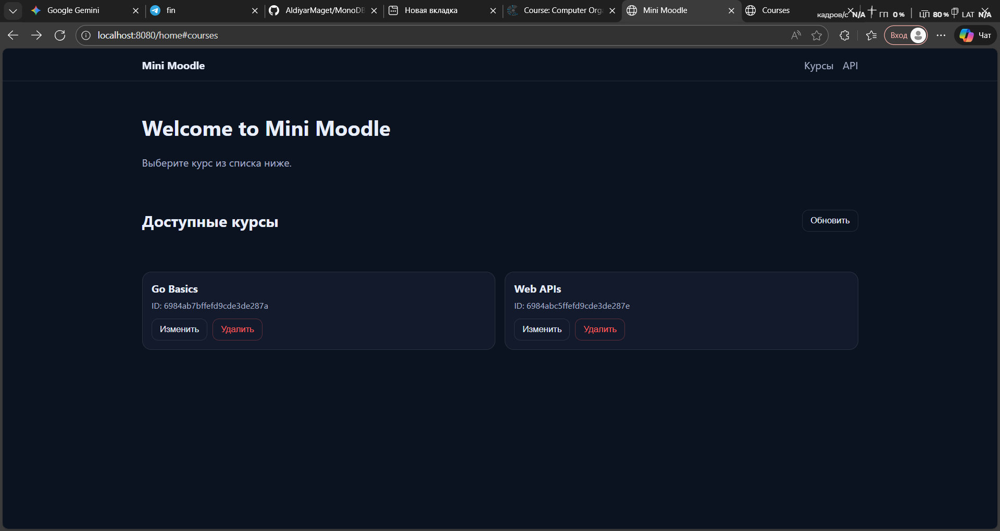 Google Gemini
fin
AldiyarMaget/MonoDB
Новая вкладка
Course: Computer Orga
Mini Moodle
Courses
кадров/с N/A ГП 0 % ЦП 80 % LAT N/A
localhost:8080/home#courses
Вход
Чат
Mini Moodle
Курсы API
Welcome to Mini Moodle
Выберите курс из списка ниже.
Доступные курсы
Обновить
Go Basics
ID: 6984ab7bffefd9cde3de287a
Изменить Удалить
Web APIs
ID: 6984abc5ffefd9cde3de287e
Изменить Удалить